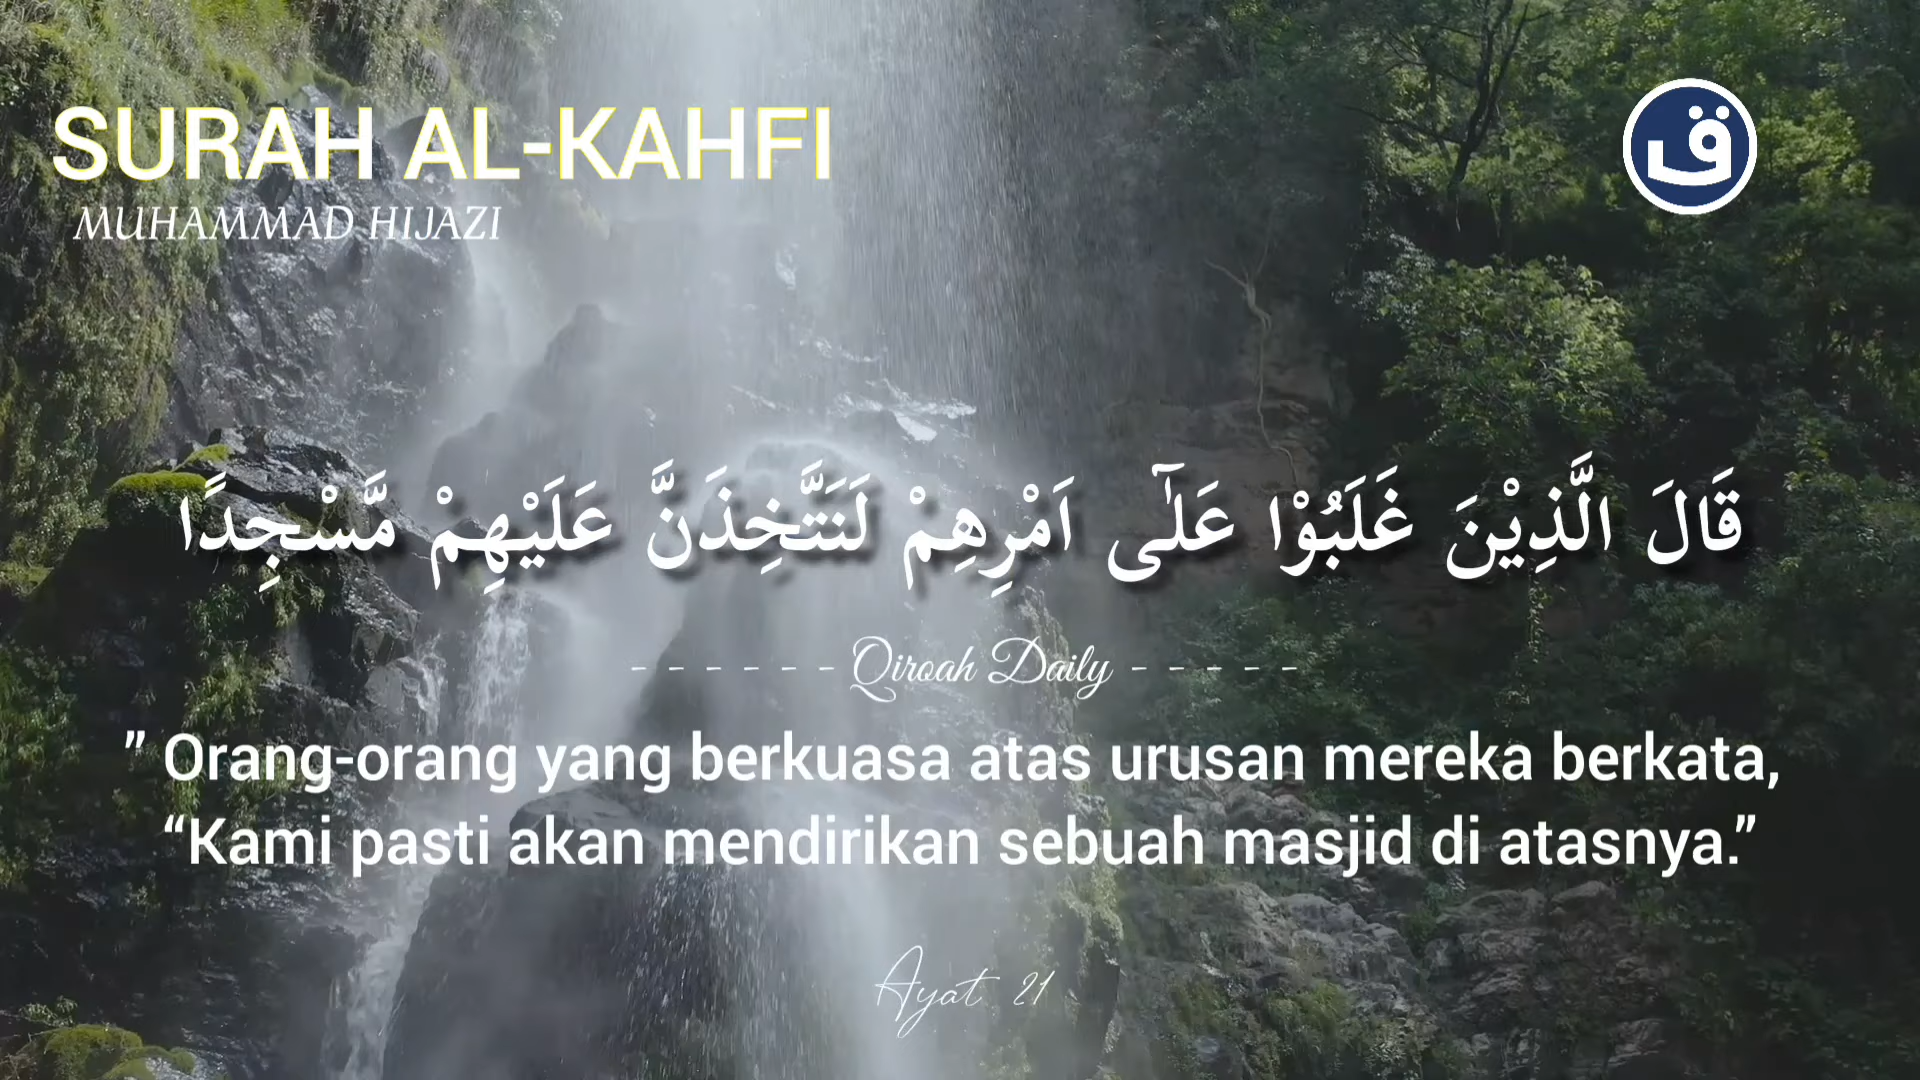 SURAH AL-KAHFI
MUHAMMAD HIJAZI
ق
قَالَ الَّذِيْنَ غَلَبُوْا عَلٰٓى اَمْرِهِمْ لَنَتَّخِذَنَّ عَلَيْهِمْ مَّسْجِدًا
- - - - - - Qiroah Daily - - - - -
" Orang-orang yang berkuasa atas urusan mereka berkata,
“Kami pasti akan mendirikan sebuah masjid di atasnya.”
Ayat 21